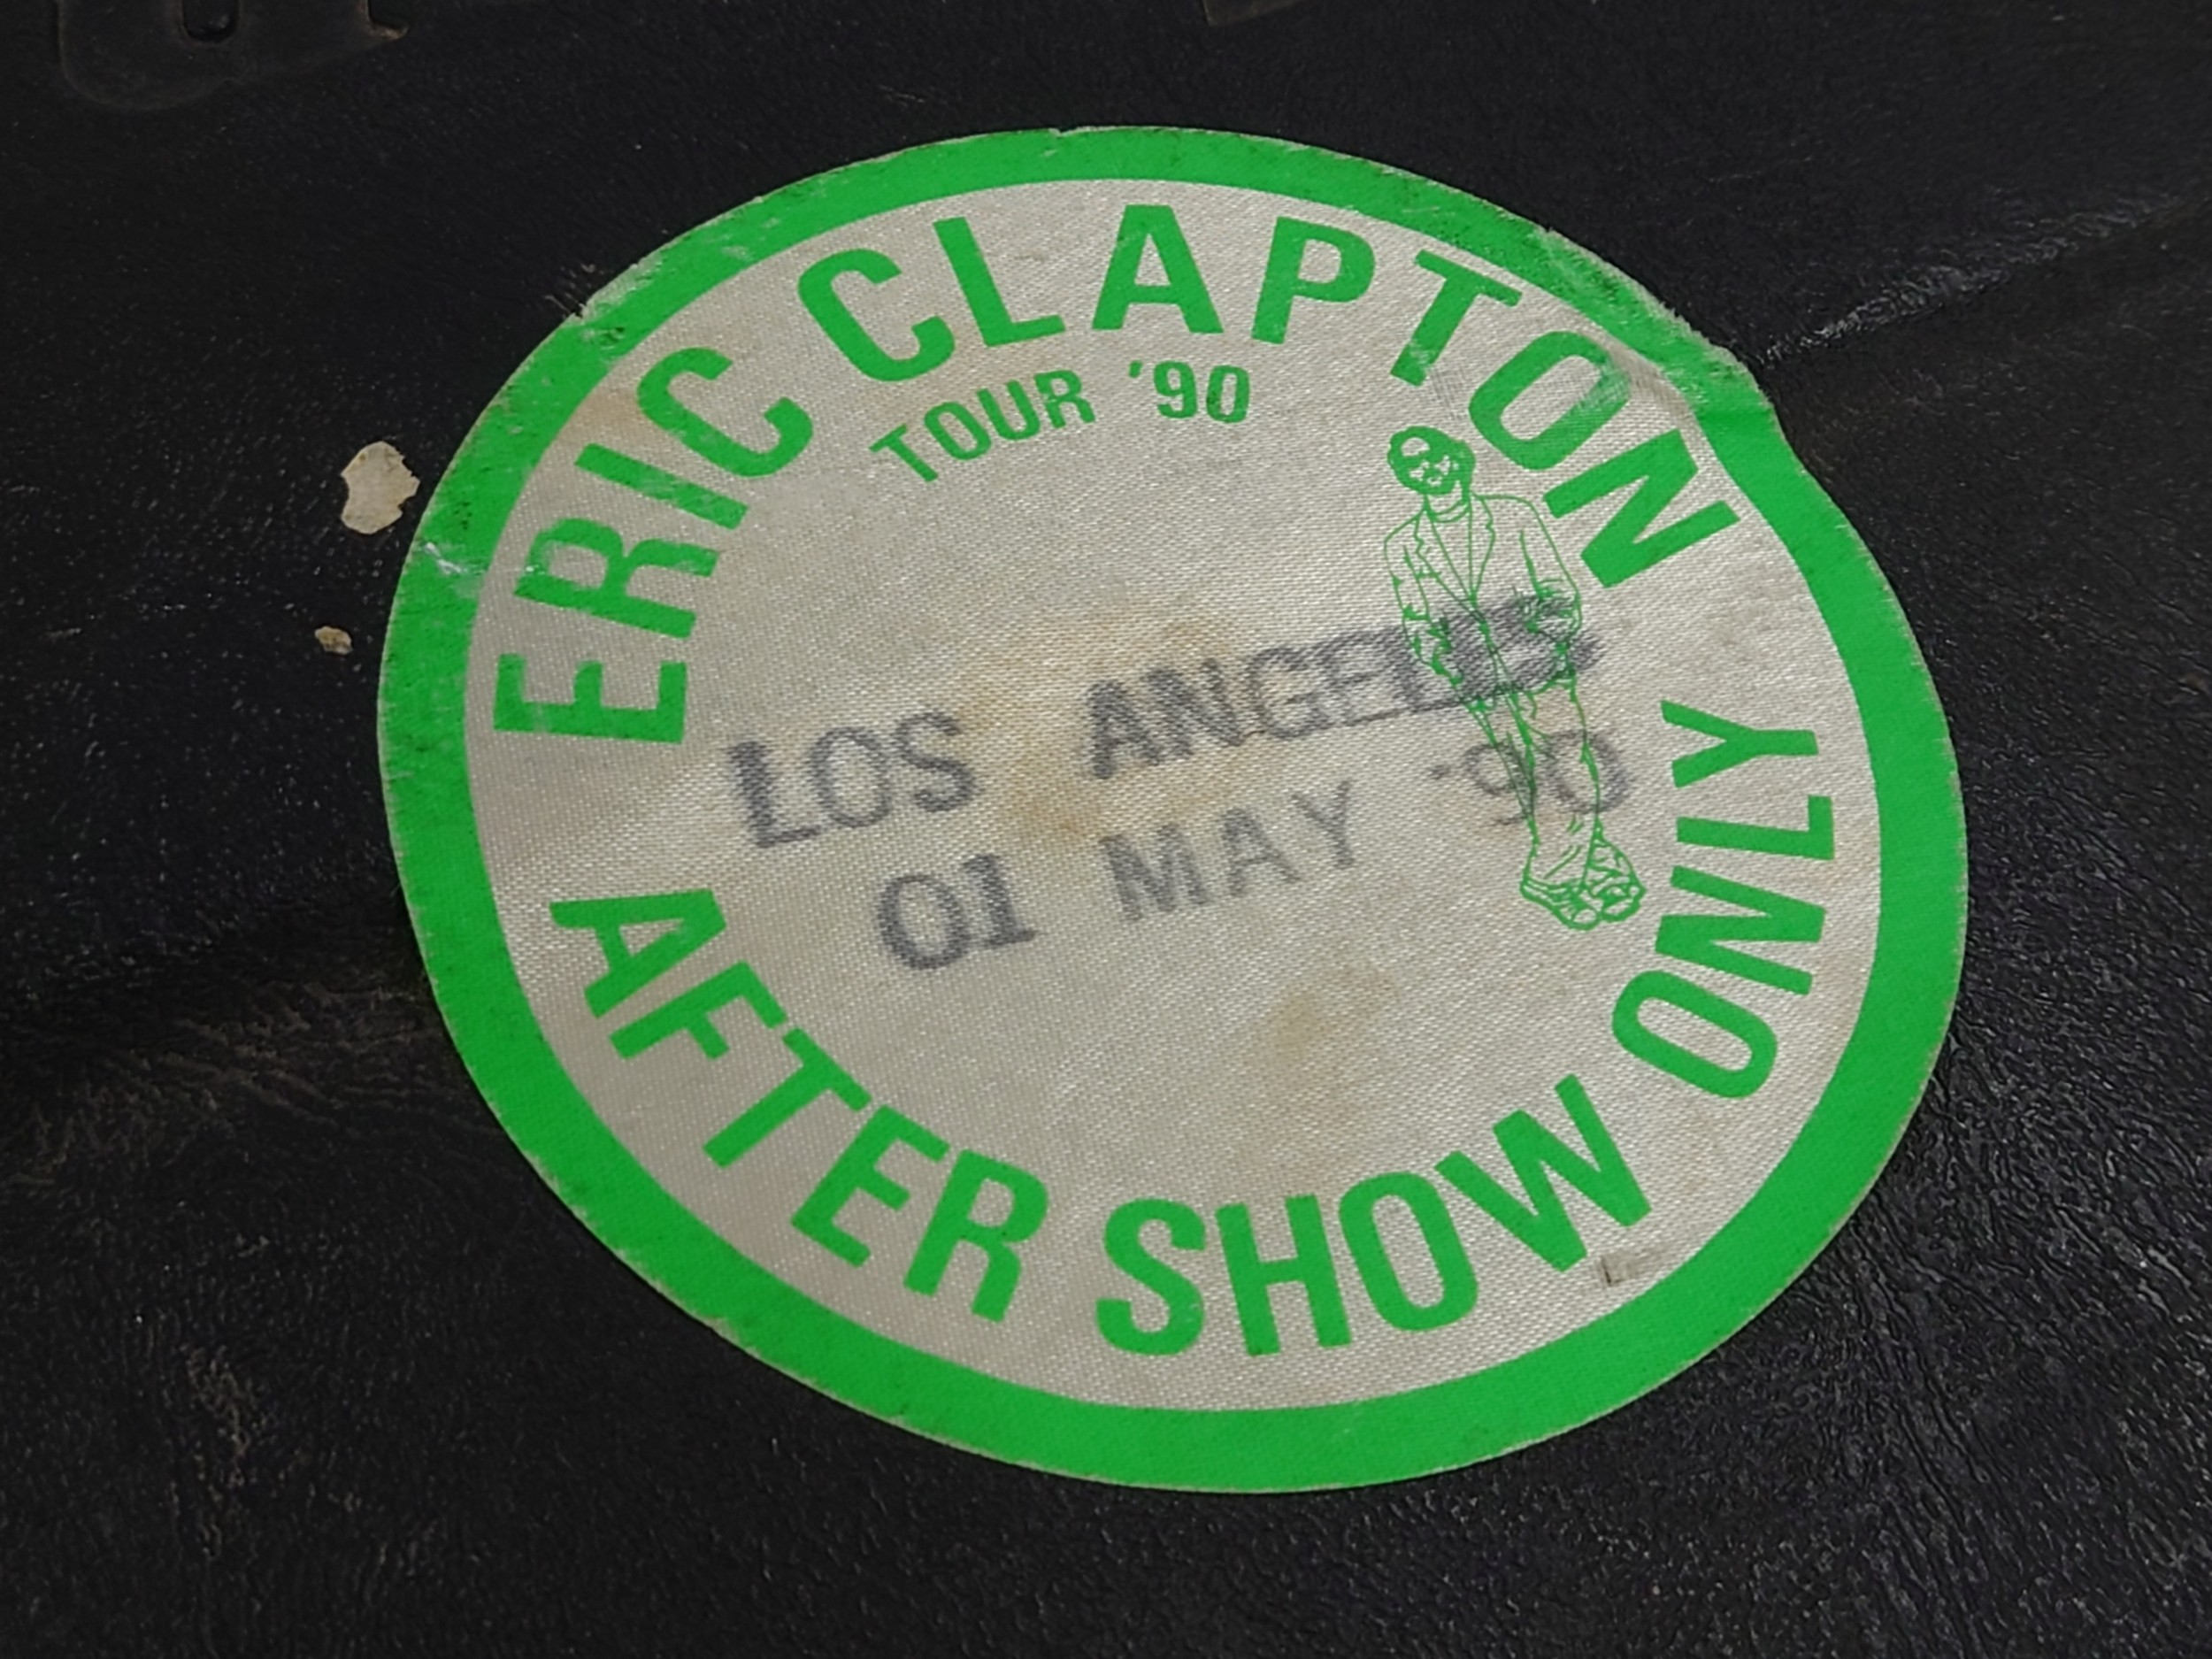 ERIC CLAPTON
TOUR '90
LOS ANGELES
01 MAY '90
AFTER SHOW ONLY